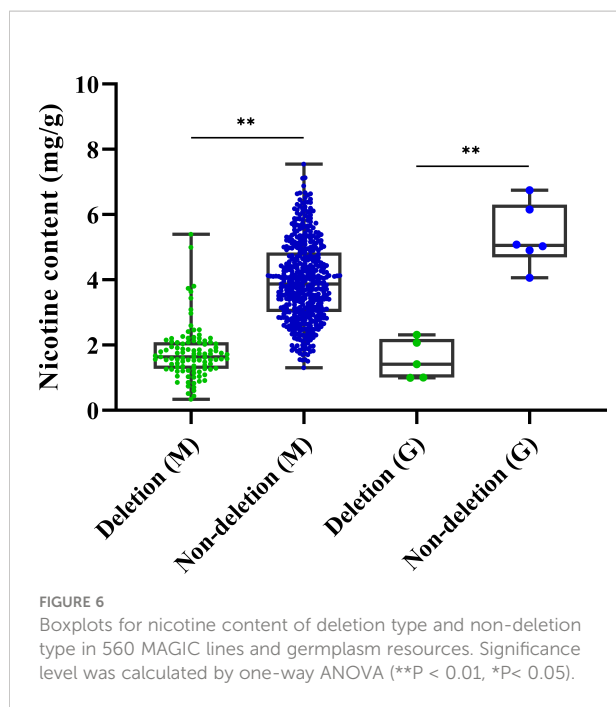 10
8
6
4
2
0
Nicotine content (mg/g)
**
**
Deletion (M)
Non-deletion (M)
Deletion (G)
Non-deletion (G)
FIGURE 6
Boxplots for nicotine content of deletion type and non-deletion
type in 560 MAGIC lines and germplasm resources. Significance
level was calculated by one-way ANOVA (**P < 0.01, *P< 0.05).